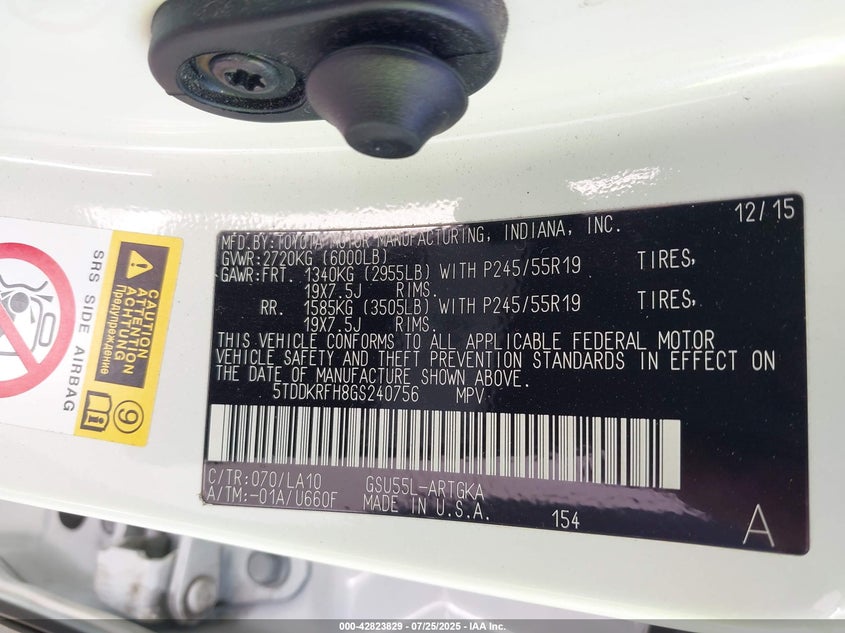 SRS SIDE AIRBAG
CAUTION
ATTENTION
ACHTUNG
Предупреждение
9
12/15
MFD.BY:TOYOTA MOTOR MANUFACTURING, INDIANA, INC.
GVWR:2720KG (6000LB)
GAWR:FRT. 1340KG (2955LB) WITH P245/55R19 TIRES,
19X7.5J RIMS.
RR. 1585KG (3505LB) WITH P245/55R19 TIRES,
19X7.5J RIMS.
THIS VEHICLE CONFORMS TO ALL APPLICABLE FEDERAL MOTOR
VEHICLE SAFETY AND THEFT PREVENTION STANDARDS IN EFFECT ON
THE DATE OF MANUFACTURE SHOWN ABOVE.
5TDDKRFH8GS240756 MPV
C/TR:070/LA10 GSU55L-ARTGKA
A/TM:-01A/U660F MADE IN U.S.A. 154 A
000-42823829 - 07/25/2025 - IAA Inc.